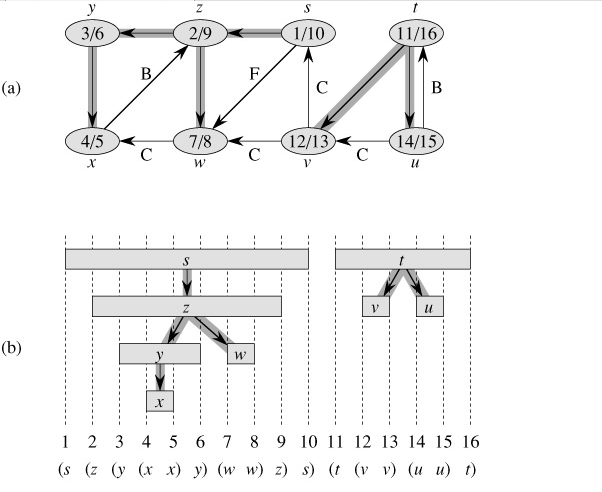 y z s t
3/6 2/9 1/10 11/16
B F C B
(a)
4/5 7/8 12/13 14/15
C C C
x w v u
s t
z v u
(b)
y w
x
1 2 3 4 5 6 7 8 9 10 11 12 13 14 15 16
(s (z (y (x x) y) (w w) z) s) (t (v v) (u u) t)